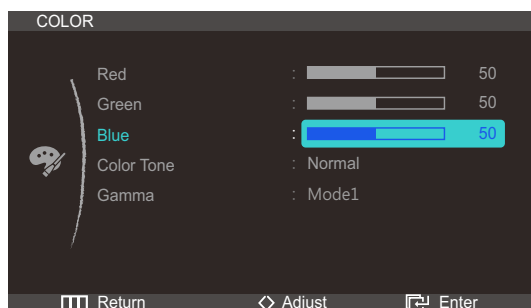 COLOR
Red : 50
Green : 50
Blue : 50
Color Tone : Normal
Gamma : Mode1
Return Adjust Enter